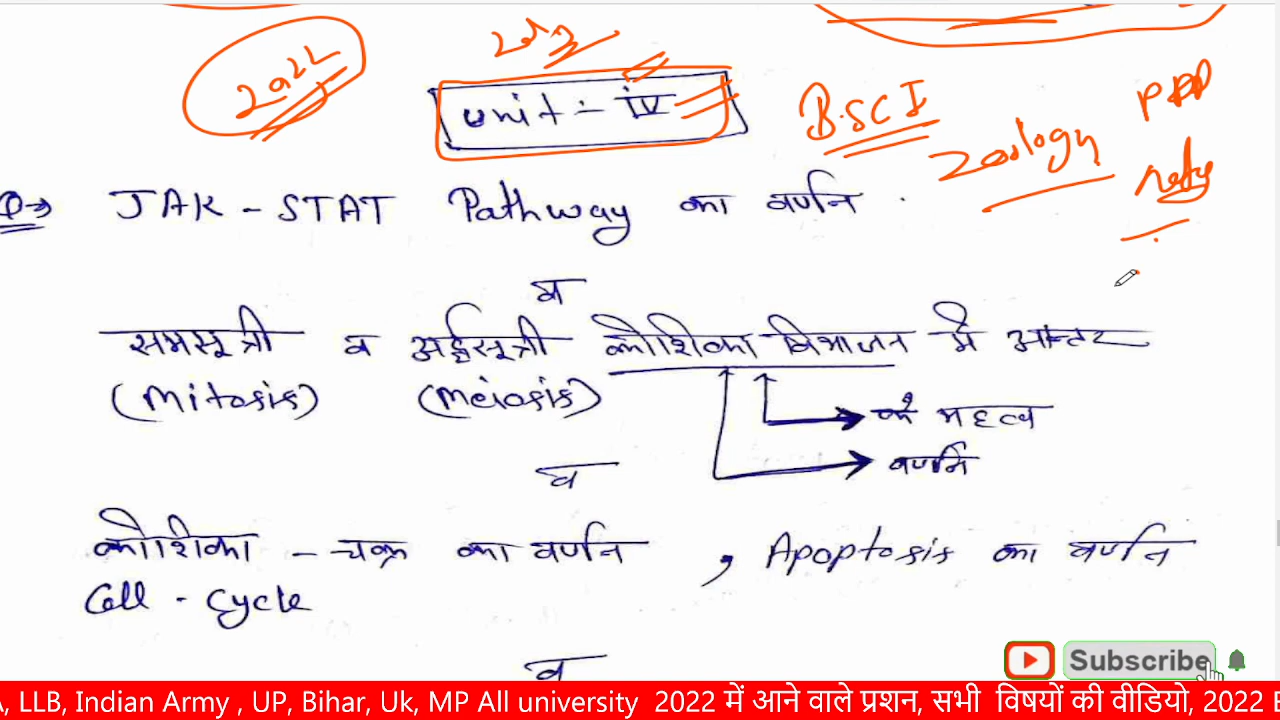 2022
unit :- iv
B.SC I
Zoology
Q→ JAK - STAT Pathway का वर्णन .
व
समसूत्री व अर्द्धसूत्री कोशिका विभाजन में अन्तर
(Mitosis) (Meiosis)
के महत्व
वर्णन
व
कोशिका - चक्र का वर्णन , Apoptosis का वर्णन
Cell - Cycle
व
Subscribe
, LLB, Indian Army , UP, Bihar, Uk, MP All university 2022 में आने वाले प्रशन, सभी विषयों की वीडियो, 2022